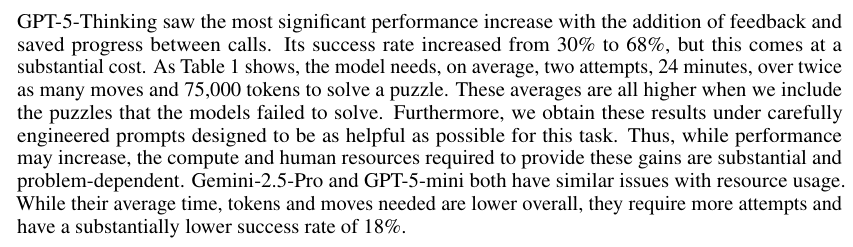 GPT-5-Thinking saw the most significant performance increase with the addition of feedback and
saved progress between calls. Its success rate increased from 30% to 68%, but this comes at a
substantial cost. As Table 1 shows, the model needs, on average, two attempts, 24 minutes, over twice
as many moves and 75,000 tokens to solve a puzzle. These averages are all higher when we include
the puzzles that the models failed to solve. Furthermore, we obtain these results under carefully
engineered prompts designed to be as helpful as possible for this task. Thus, while performance
may increase, the compute and human resources required to provide these gains are substantial and
problem-dependent. Gemini-2.5-Pro and GPT-5-mini both have similar issues with resource usage.
While their average time, tokens and moves needed are lower overall, they require more attempts and
have a substantially lower success rate of 18%.